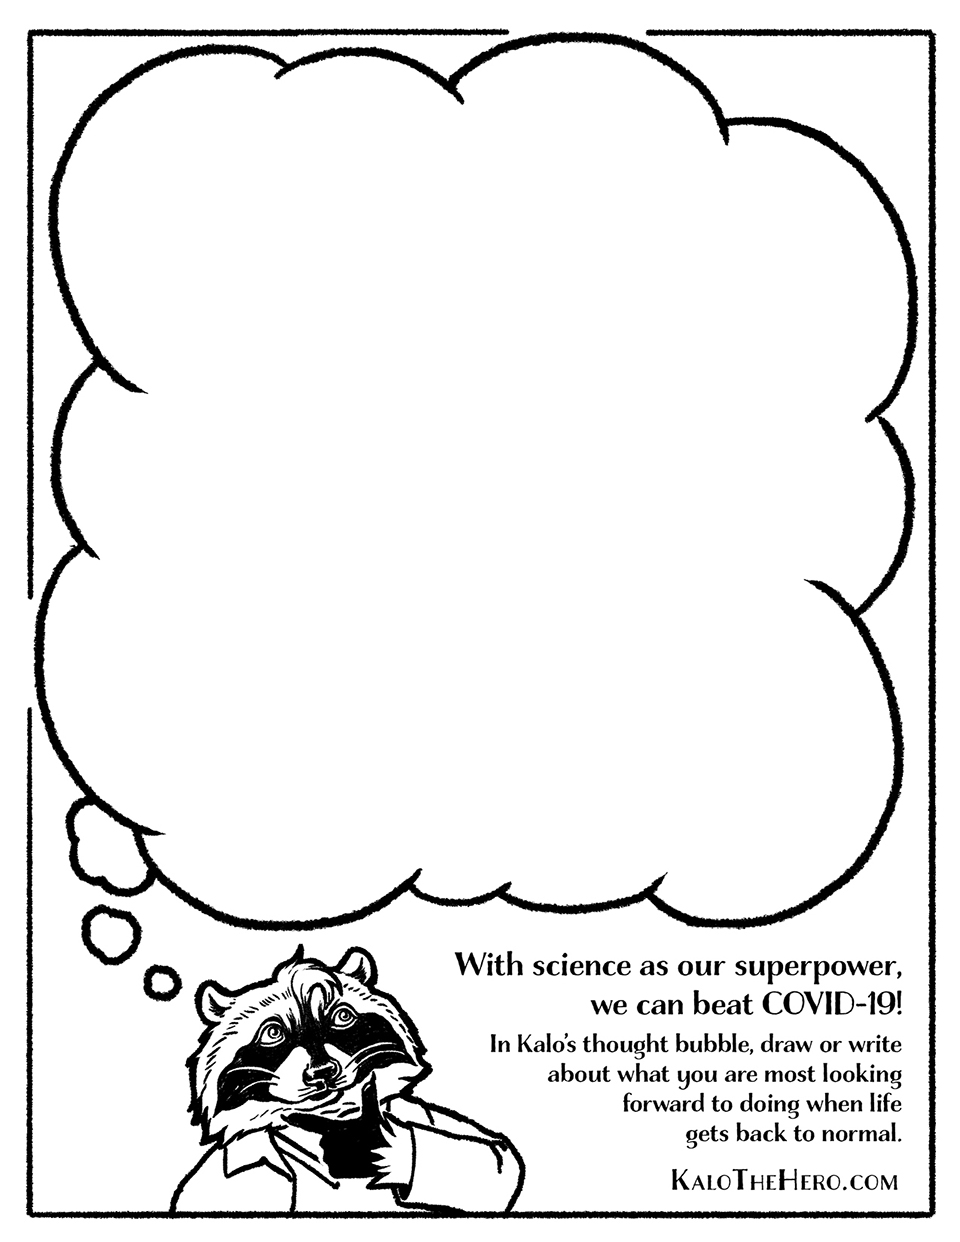 With science as our superpower,
we can beat COVID-19!
In Kalo's thought bubble, draw or write
about what you are most looking
forward to doing when life
gets back to normal.
KaloTheHero.com